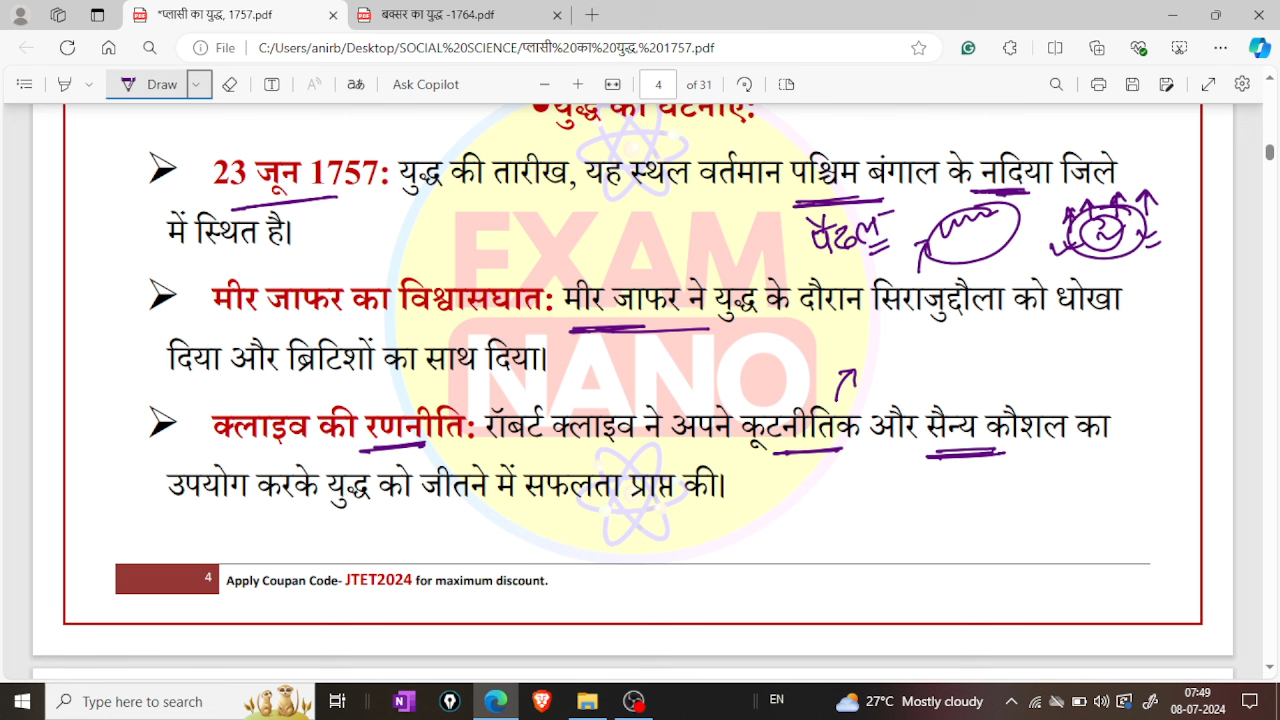 *प्लासी का युद्ध, 1757.pdf
बक्सर का युद्ध -1764.pdf
File
C:/Users/anirb/Desktop/SOCIAL%20SCIENCE/प्लासी%20का%20युद्ध,%201757.pdf
Draw
Ask Copilot
4 of 31
•युद्ध की घटनाएँ:
23 जून 1757: युद्ध की तारीख, यह स्थल वर्तमान पश्चिम बंगाल के नदिया जिले
में स्थित है।
पैदल
मीर जाफर का विश्वासघात: मीर जाफर ने युद्ध के दौरान सिराजुद्दौला को धोखा
दिया और ब्रिटिशों का साथ दिया।
क्लाइव की रणनीति: रॉबर्ट क्लाइव ने अपने कूटनीतिक और सैन्य कौशल का
उपयोग करके युद्ध को जीतने में सफलता प्राप्त की।
EXAM
NANO
4 Apply Coupan Code- JTET2024 for maximum discount.
Type here to search
EN
27°C Mostly cloudy
07:49
08-07-2024